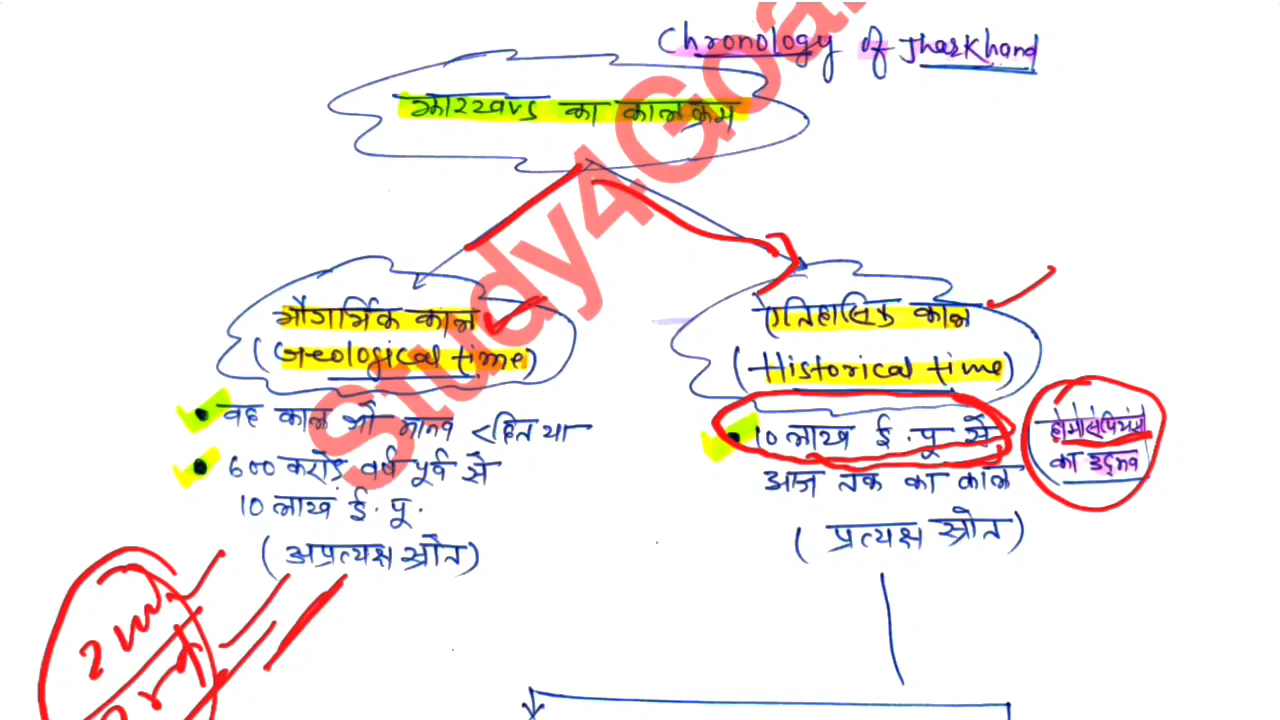 Chronology of Jharkhand
झारखण्ड का कालक्रम
भौगर्भिक काल
(Geological time)
ऐतिहासिक काल
(Historical time)
वह काल जो मानव रहित था
600 करोड़ वर्ष पूर्व से
10 लाख ई. पू.
(अप्रत्यक्ष स्रोत)
10 लाख ई. पू. से
आज तक का काल
(प्रत्यक्ष स्रोत)
होमोसेपियंस
का उद्भव
Study4Goal